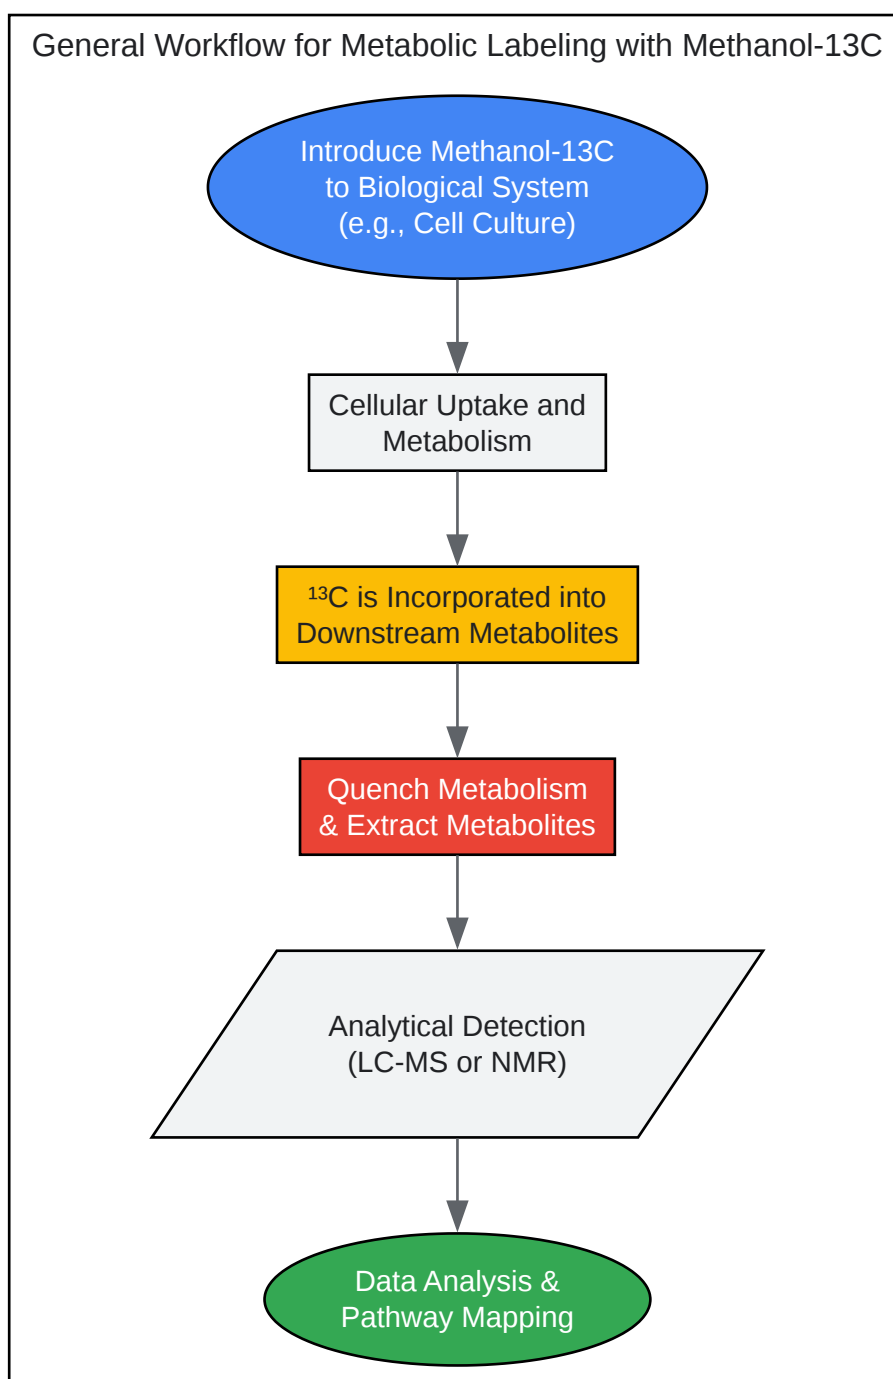 General Workflow for Metabolic Labeling with Methanol-13C
Introduce Methanol-13C
to Biological System
(e.g., Cell Culture)
Cellular Uptake and
Metabolism
¹³C is Incorporated into
Downstream Metabolites
Quench Metabolism
& Extract Metabolites
Analytical Detection
(LC-MS or NMR)
Data Analysis &
Pathway Mapping